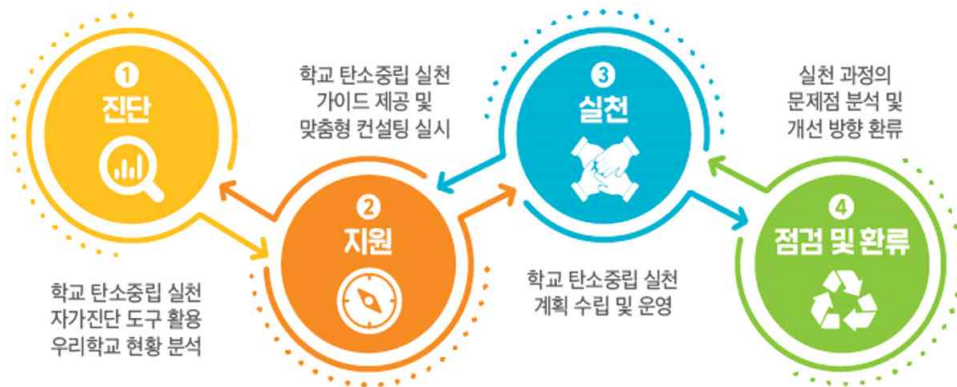 1
진단
학교 탄소중립 실천
자가진단 도구 활용
우리학교 현황 분석
2
지원
학교 탄소중립 실천
가이드 제공 및
맞춤형 컨설팅 실시
3
실천
학교 탄소중립 실천
계획 수립 및 운영
4
점검 및 환류
실천 과정의
문제점 분석 및
개선 방향 환류